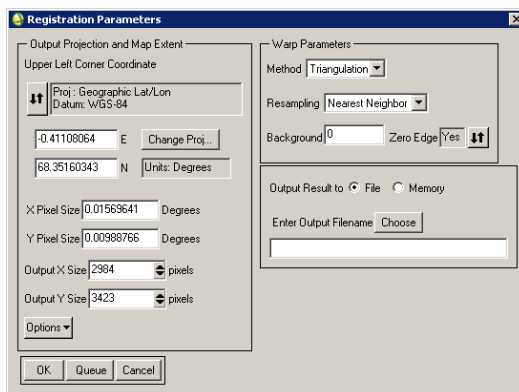 Registration Parameters
Output Projection and Map Extent
Upper Left Corner Coordinate
Proj : Geographic Lat/Lon
Datum: WGS-84
-0.41108064 E Change Proj...
68.35160343 N Units: Degrees
X Pixel Size 0.01569641 Degrees
Y Pixel Size 0.00988766 Degrees
Output X Size 2984 pixels
Output Y Size 3423 pixels
Options
OK Queue Cancel
Warp Parameters
Method Triangulation
Resampling Nearest Neighbor
Background 0 Zero Edge Yes
Output Result to File Memory
Enter Output Filename Choose